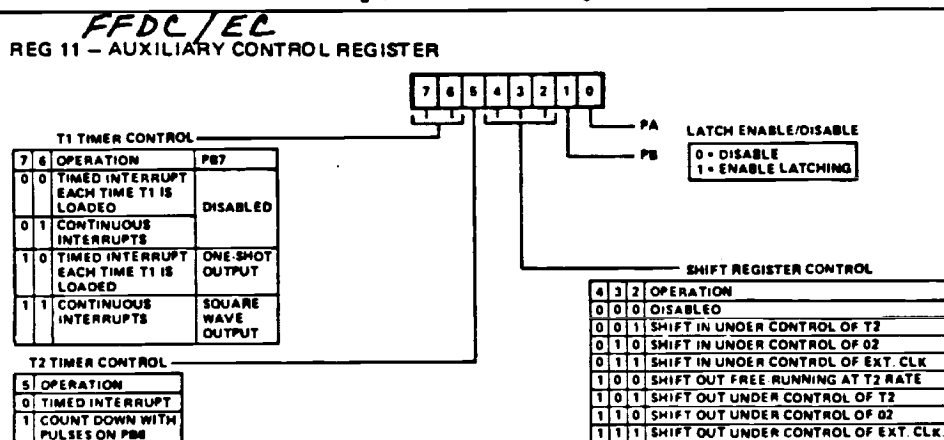 FFDC/EC
REG 11 – AUXILIARY CONTROL REGISTER
7 6 5 4 3 2 1 0
PA
PB
LATCH ENABLE/DISABLE
0 = DISABLE
1 = ENABLE LATCHING
T1 TIMER CONTROL
7 6 OPERATION PB7
0 0 TIMED INTERRUPT EACH TIME T1 IS LOADED DISABLED
0 1 CONTINUOUS INTERRUPTS
1 0 TIMED INTERRUPT EACH TIME T1 IS LOADED ONE-SHOT OUTPUT
1 1 CONTINUOUS INTERRUPTS SQUARE WAVE OUTPUT
T2 TIMER CONTROL
5 OPERATION
0 TIMED INTERRUPT
1 COUNT DOWN WITH PULSES ON PB6
SHIFT REGISTER CONTROL
4 3 2 OPERATION
0 0 0 DISABLED
0 0 1 SHIFT IN UNDER CONTROL OF T2
0 1 0 SHIFT IN UNDER CONTROL OF 02
0 1 1 SHIFT IN UNDER CONTROL OF EXT. CLK
1 0 0 SHIFT OUT FREE-RUNNING AT T2 RATE
1 0 1 SHIFT OUT UNDER CONTROL OF T2
1 1 0 SHIFT OUT UNDER CONTROL OF 02
1 1 1 SHIFT OUT UNDER CONTROL OF EXT. CLK